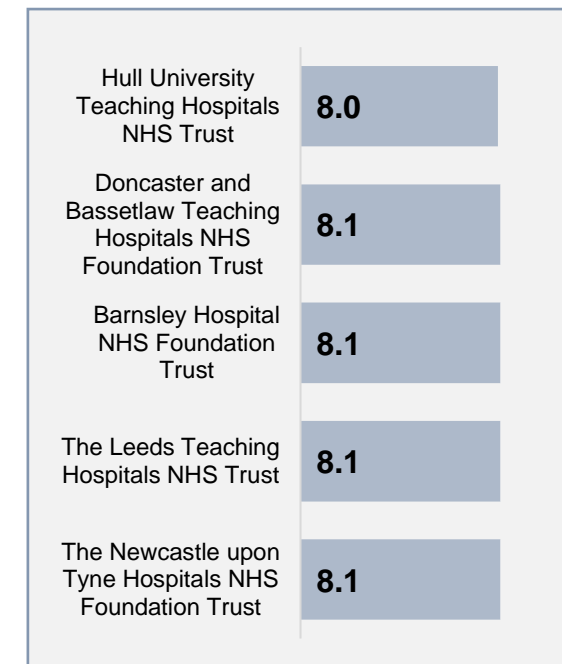 Hull University
Teaching Hospitals
NHS Trust
8.0
Doncaster and
Bassetlaw Teaching
Hospitals NHS
Foundation Trust
8.1
Barnsley Hospital
NHS Foundation
Trust
8.1
The Leeds Teaching
Hospitals NHS Trust
8.1
The Newcastle upon
Tyne Hospitals NHS
Foundation Trust
8.1